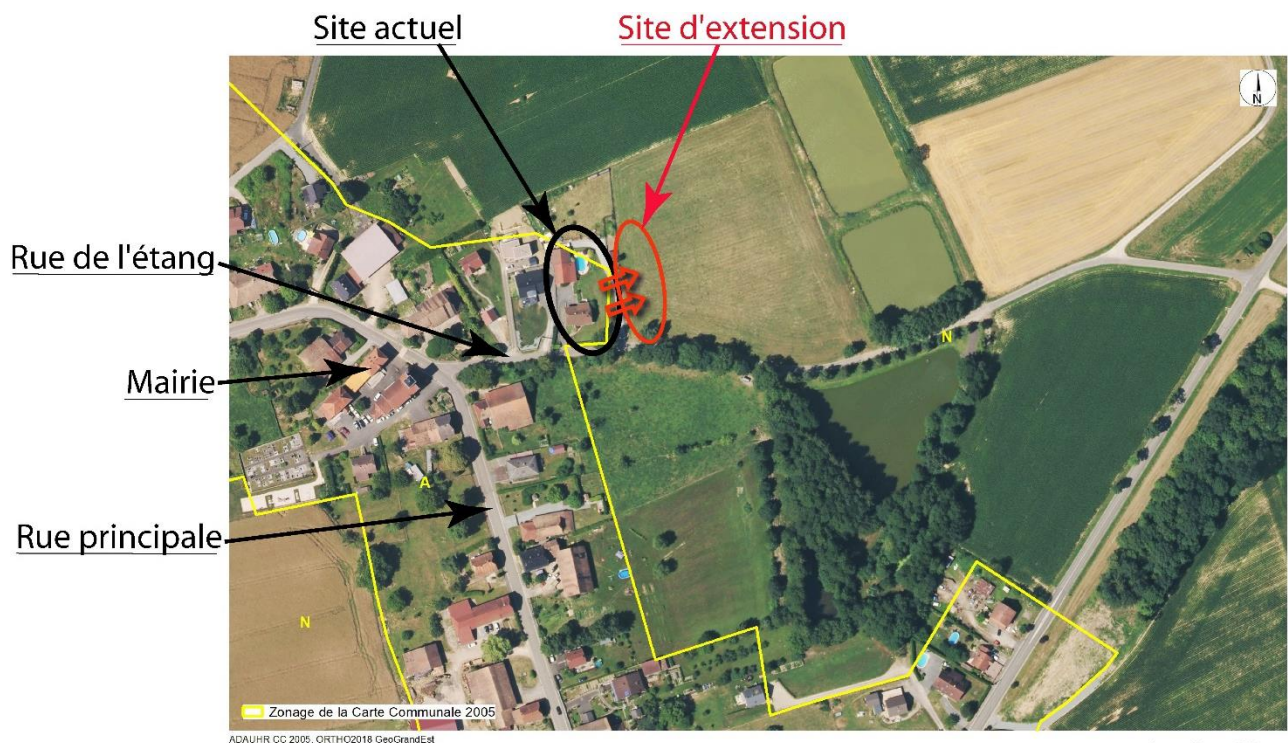 Site actuel
Site d'extension
N
Rue de l'étang
N
Mairie
A
Rue principale
N
Zonage de la Carte Communale 2005
ADAUHR CC 2005, ORTHO2018 GeoGrandEst